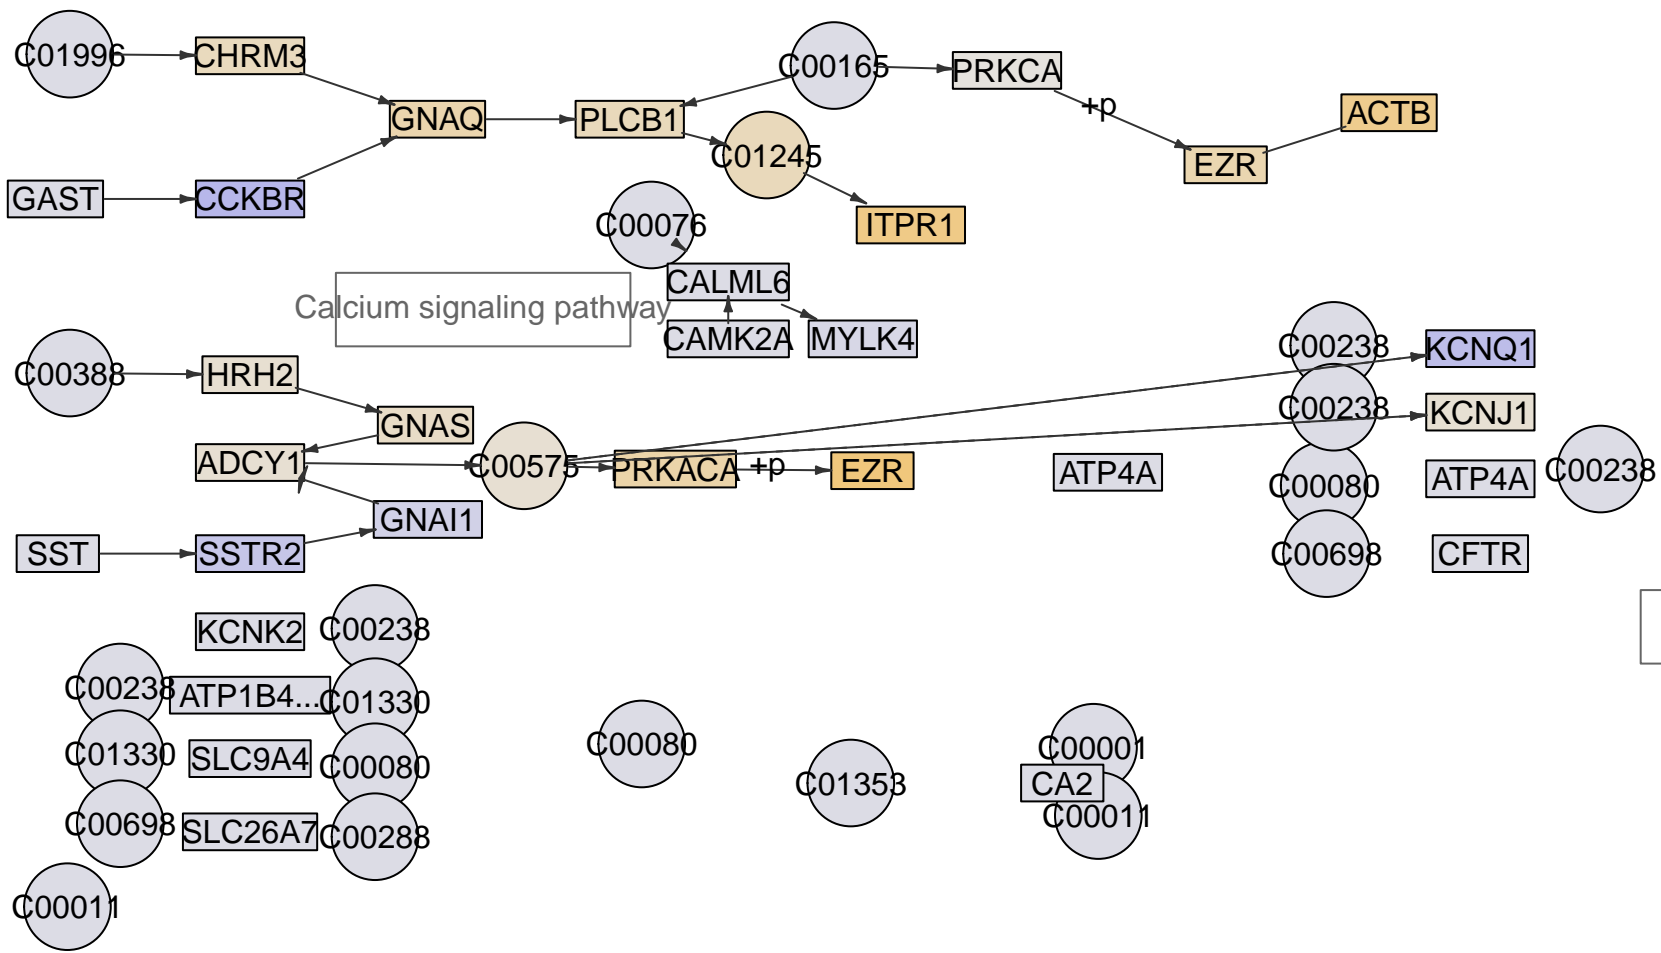 C01996
CHRM3
C00165
PRKCA
+p
ACTB
GNAQ
PLCB1
C01245
EZR
GAST
CCKBR
C00076
ITPR1
CALML6
Calcium signaling pathway
CAMK2A
MYLK4
C00238
KCNQ1
C00388
HRH2
C00238
KCNJ1
GNAS
ADCY1
C00575
PRKACA
+p
EZR
ATP4A
C00080
ATP4A
C00238
GNAI1
SST
SSTR2
C00698
CFTR
KCNK2
C00238
C00238
ATP1B4...
C01330
C01330
SLC9A4
C00080
C00080
C01353
C00001
CA2
C00011
C00698
SLC26A7
C00288
C00011